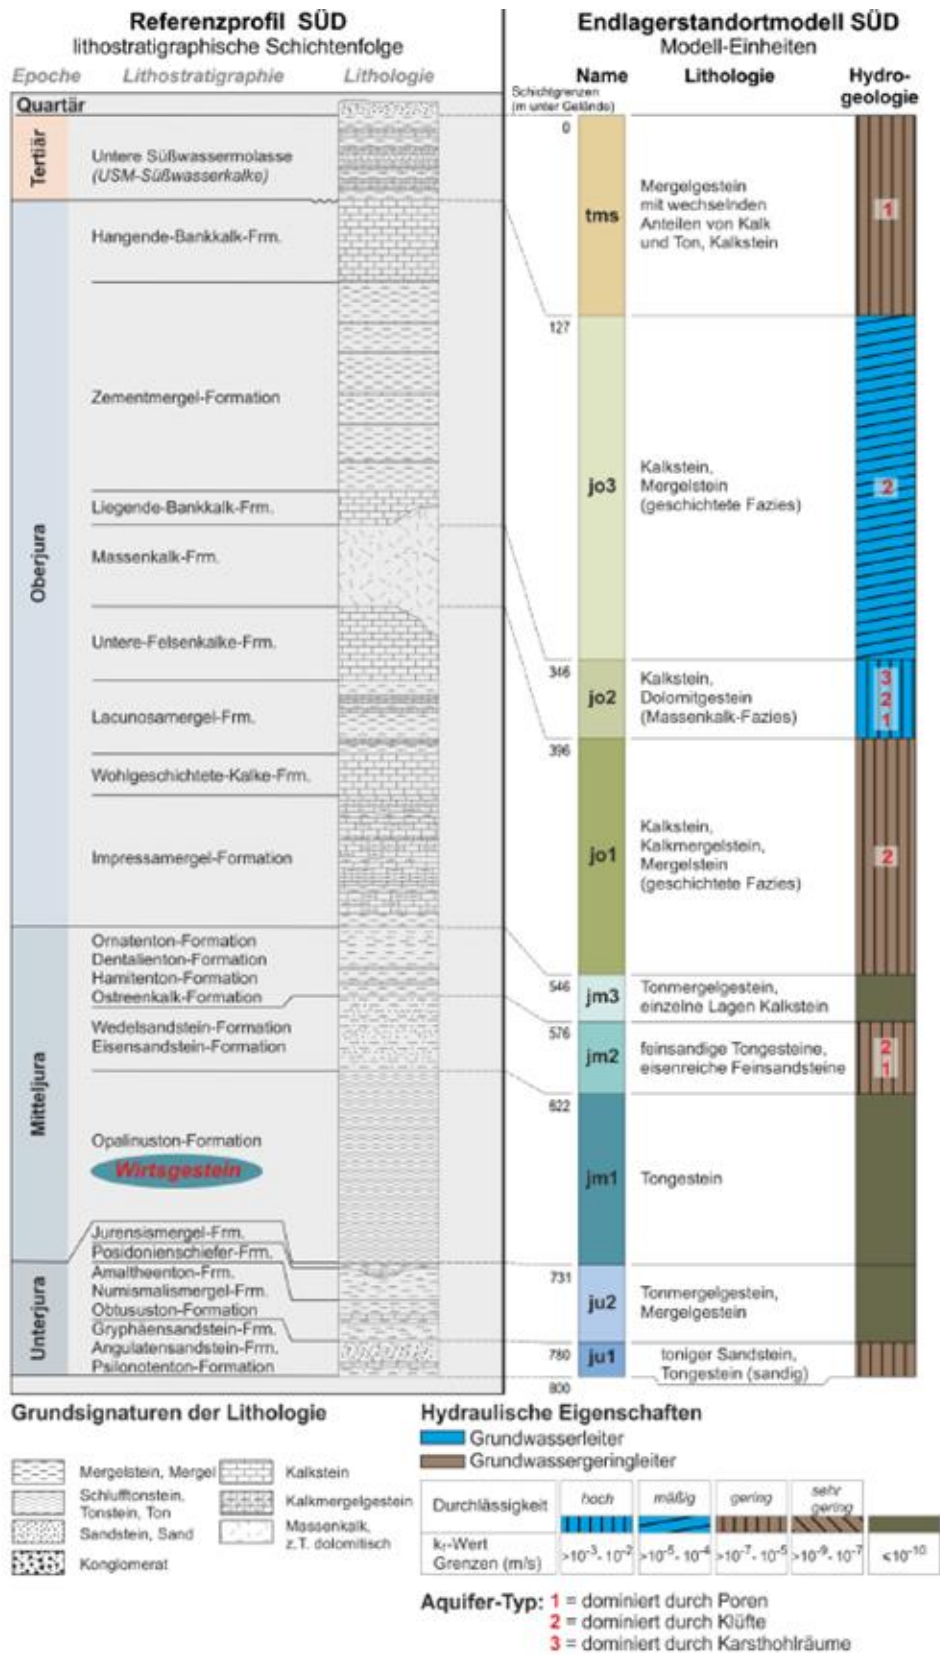 Referenzprofil SÜD
lithostratigraphische Schichtenfolge
Epoche Lithostratigraphie Lithologie
Quartär
Tertiär
Untere Süßwassermolasse
(USM-Süßwasserkalke)
Oberjura
Hangende-Bankkalk-Frm.
Zementmergel-Formation
Liegende-Bankkalk-Frm.
Massenkalk-Frm.
Untere-Felsenkalke-Frm.
Lacunosamergel-Frm.
Wohlgeschichtete-Kalke-Frm.
Impressamergel-Formation
Mitteljura
Ornatenton-Formation
Dentalienton-Formation
Hamitenton-Formation
Ostreenkalk-Formation
Wedelsandstein-Formation
Eisensandstein-Formation
Opalinuston-Formation
Wirtsgestein
Unterjura
Jurensismergel-Frm.
Posidonienschiefer-Frm.
Amaltheenton-Frm.
Numismalismergel-Frm.
Obtususton-Formation
Gryphäensandstein-Frm.
Angulatensandstein-Frm.
Psilonotenton-Formation
Endlagerstandortmodell SÜD
Modell-Einheiten
Name Lithologie Hydro-
geologie
Schichtgrenzen
(m unter Gelände)
0
tms
Mergelgestein
mit wechselnden
Anteilen von Kalk
und Ton, Kalkstein
1
127
jo3
Kalkstein,
Mergelstein
(geschichtete Fazies)
2
346
jo2
Kalkstein,
Dolomitgestein
(Massenkalk-Fazies)
3
2
1
396
jo1
Kalkstein,
Kalkmergelstein,
Mergelstein
(geschichtete Fazies)
2
546
jm3
Tonmergelgestein,
einzelne Lagen Kalkstein
576
jm2
feinsandige Tongesteine,
eisenreiche Feinsandsteine
2
1
622
jm1
Tongestein
731
ju2
Tonmergelgestein,
Mergelgestein
780
ju1
toniger Sandstein,
Tongestein (sandig)
800
Grundsignaturen der Lithologie
Mergelstein, Mergel
Schlufftonstein,
Tonstein, Ton
Sandstein, Sand
Konglomerat
Kalkstein
Kalkmergelgestein
Massenkalk,
z.T. dolomitisch
Hydraulische Eigenschaften
Grundwasserleiter
Grundwassergeringleiter
Durchlässigkeit hoch mäßig gering sehr
gering
kf-Wert
Grenzen (m/s) >10-3- 10-2 >10-5- 10-4 >10-7- 10-5 >10-9- 10-7 ≤10-10
Aquifer-Typ: 1 = dominiert durch Poren
2 = dominiert durch Klüfte
3 = dominiert durch Karsthohlräume